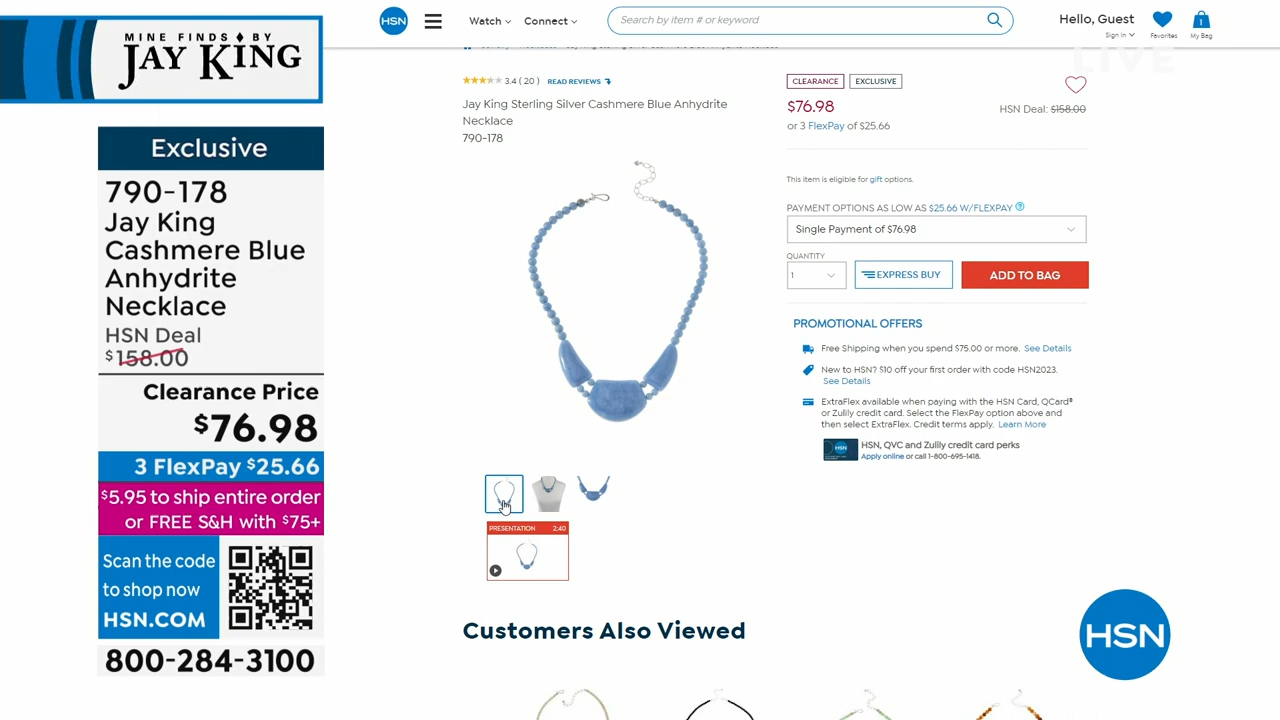 MINE FINDS BY
JAY KING
Exclusive
790-178
Jay King
Cashmere Blue
Anhydrite
Necklace
HSN Deal
$158.00
Clearance Price
$76.98
3 FlexPay $25.66
$5.95 to ship entire order
or FREE S&H with $75+
Scan the code
to shop now
HSN.COM
800-284-3100
HSN
Watch
Connect
Search by item # or keyword
Hello, Guest
Sign In
Favorites
1
My Bag
LIVE
3.4 ( 20 ) READ REVIEWS
Jay King Sterling Silver Cashmere Blue Anhydrite
Necklace
790-178
CLEARANCE
EXCLUSIVE
$76.98
HSN Deal: $158.00
or 3 FlexPay of $25.66
This item is eligible for gift options.
PAYMENT OPTIONS AS LOW AS $25.66 W/FLEXPAY ?
Single Payment of $76.98
QUANTITY
1
EXPRESS BUY
ADD TO BAG
PROMOTIONAL OFFERS
Free Shipping when you spend $75.00 or more. See Details
New to HSN? $10 off your first order with code HSN2023.
See Details
ExtraFlex available when paying with the HSN Card, QCard®
or Zulily credit card. Select the FlexPay option above and
then select ExtraFlex. Credit terms apply. Learn More
HSN
HSN, QVC and Zulily credit card perks
Apply online or call 1-800-695-1418.
PRESENTATION 2:40
Customers Also Viewed
HSN